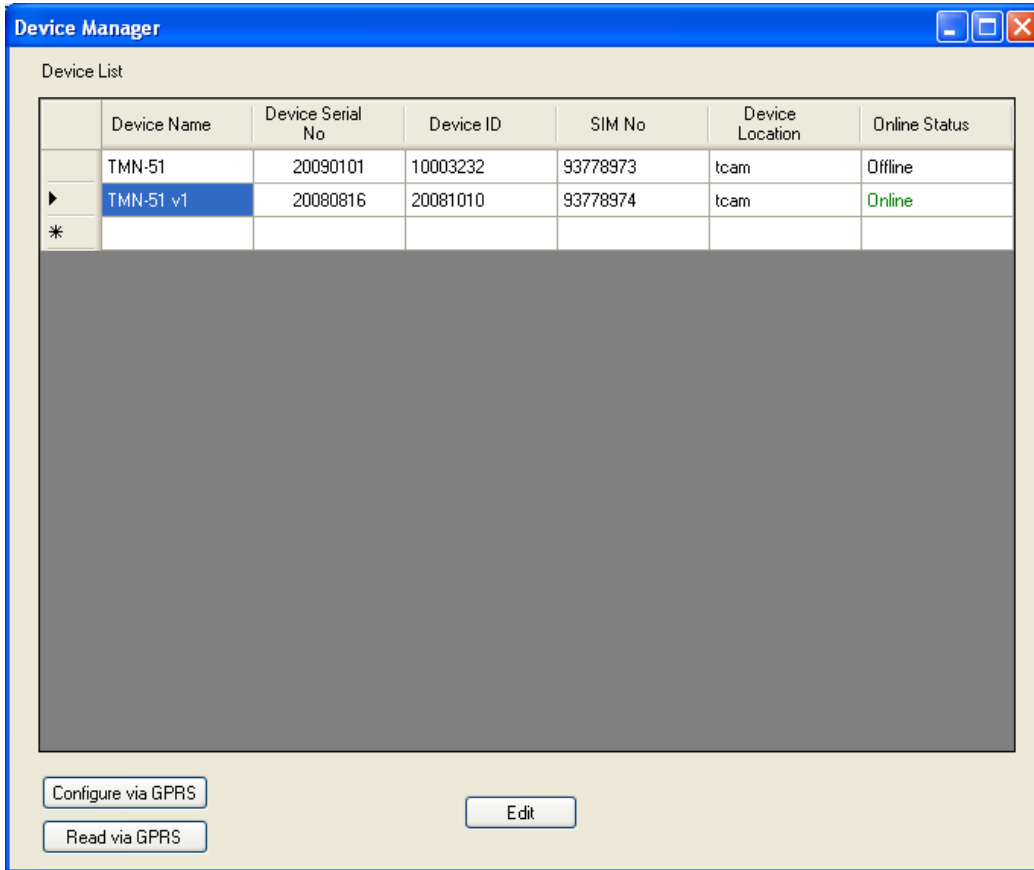 Device Manager
Device List
Device Name Device Serial No Device ID SIM No Device Location Online Status
TMN-51 20090101 10003232 93778973 tcam Offline
TMN-51 v1 20080816 20081010 93778974 tcam Online
Configure via GPRS
Edit
Read via GPRS